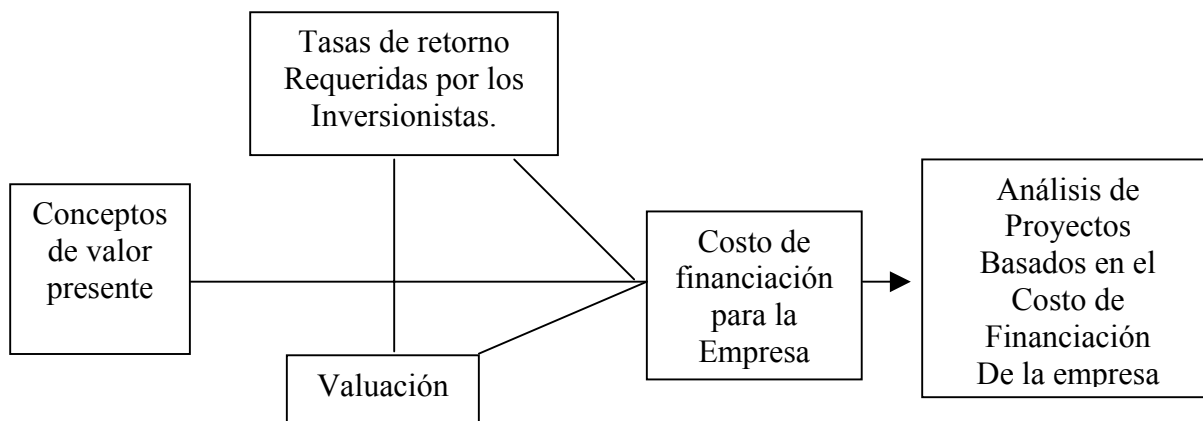 Tasas de retorno
Requeridas por los
Inversionistas.
Conceptos
de valor
presente
Valuación
Costo de
financiación
para la
Empresa
Análisis de
Proyectos
Basados en el
Costo de
Financiación
De la empresa